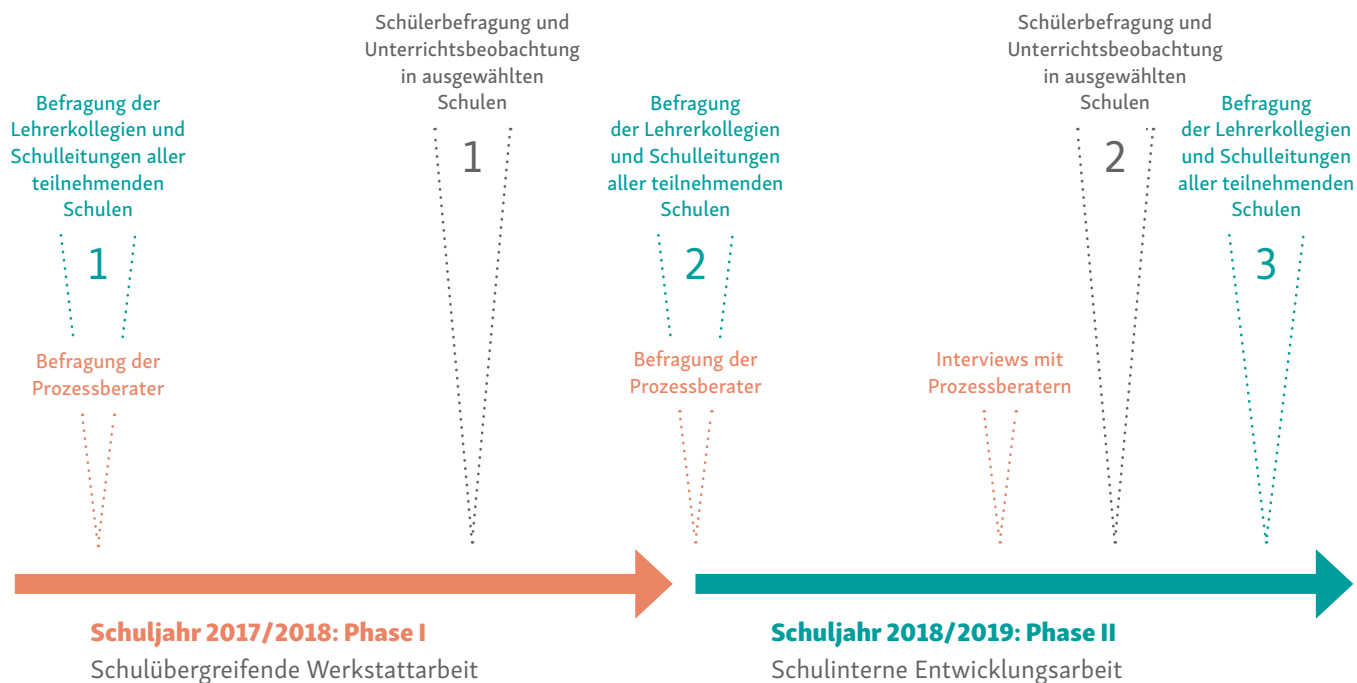 Schülerbefragung und
Unterrichtsbeobachtung
in ausgewählten
Schulen
1
Schülerbefragung und
Unterrichtsbeobachtung
in ausgewählten
Schulen
2
Befragung der
Lehrerkollegien und
Schulleitungen aller
teilnehmenden
Schulen
1
Befragung
der Lehrerkollegien
und Schulleitungen
aller teilnehmenden
Schulen
2
Befragung
der Lehrerkollegien
und Schulleitungen
aller teilnehmenden
Schulen
3
Befragung der
Prozessberater
Befragung der
Prozessberater
Interviews mit
Prozessberatern
Schuljahr 2017/2018: Phase I
Schulübergreifende Werkstattarbeit
Schuljahr 2018/2019: Phase II
Schulinterne Entwicklungsarbeit